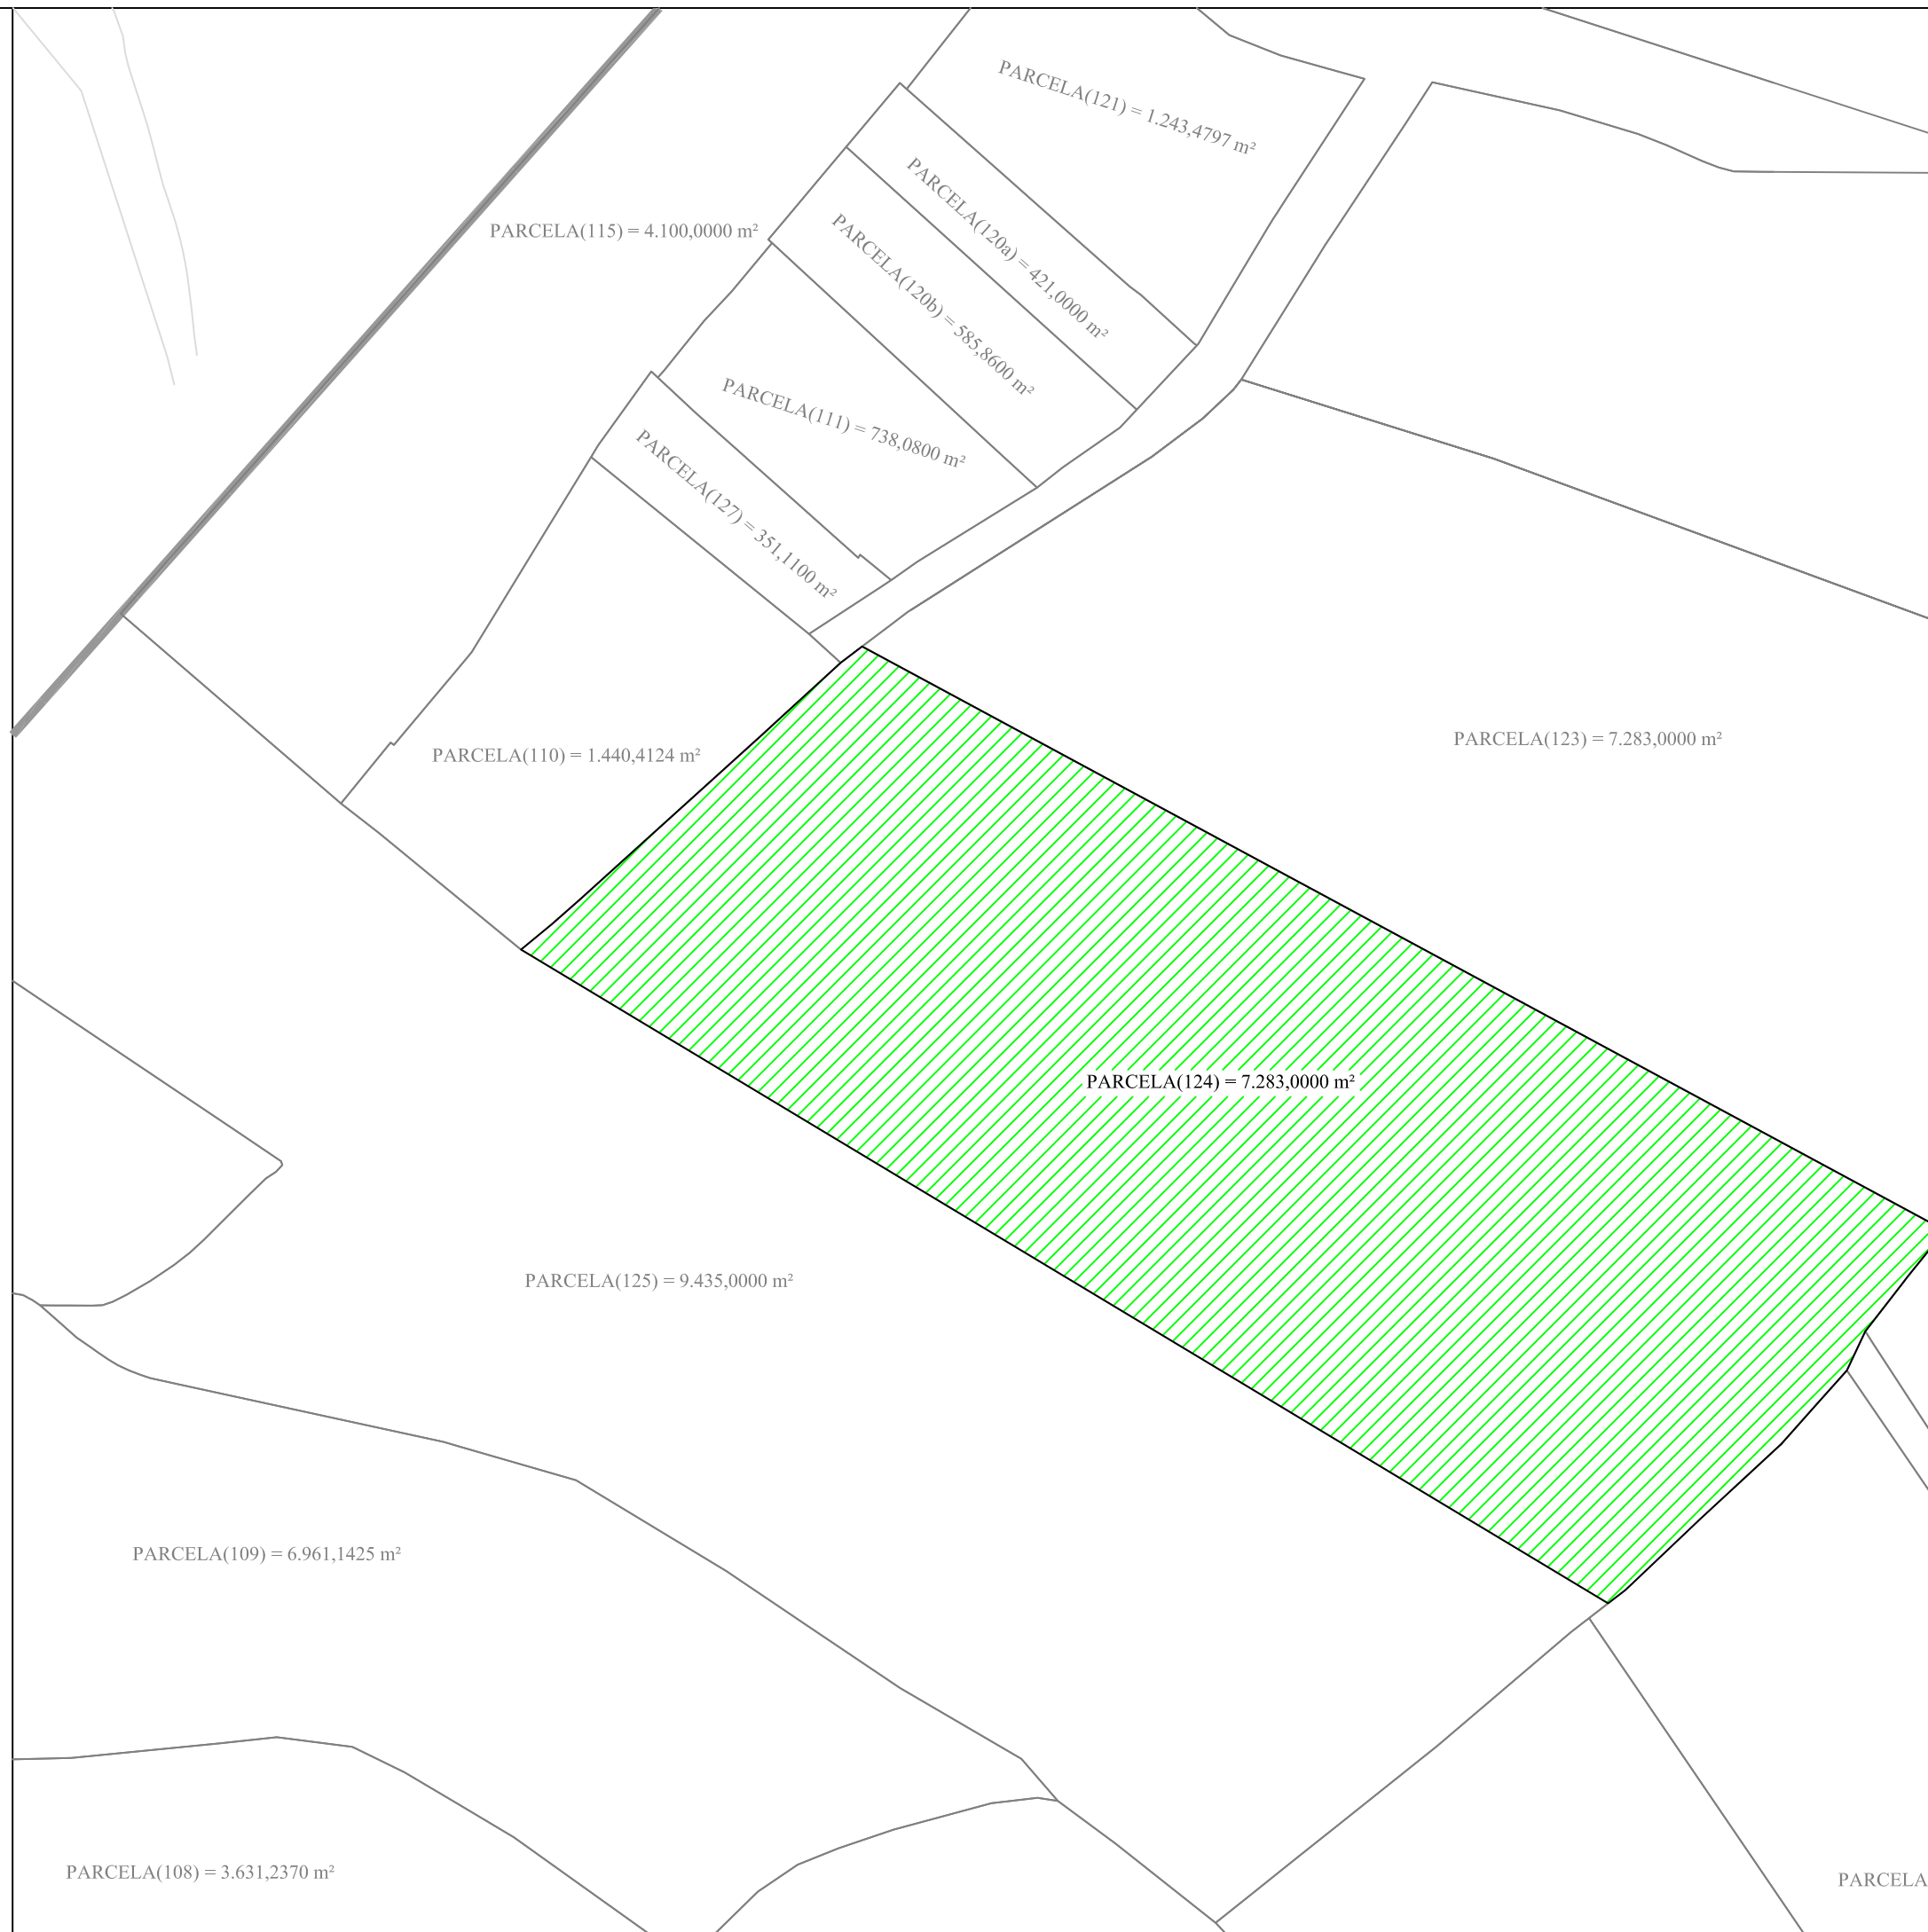 PARCELA(121) = 1.243,4797 m²
PARCELA(120a) = 421,0000 m²
PARCELA(115) = 4.100,0000 m²
PARCELA(120b) = 585,8600 m²
PARCELA(111) = 738,0800 m²
PARCELA(127) = 351,1100 m²
PARCELA(123) = 7.283,0000 m²
PARCELA(110) = 1.440,4124 m²
PARCELA(124) = 7.283,0000 m²
PARCELA(125) = 9.435,0000 m²
PARCELA(109) = 6.961,1425 m²
PARCELA(108) = 3.631,2370 m²
PARCELA